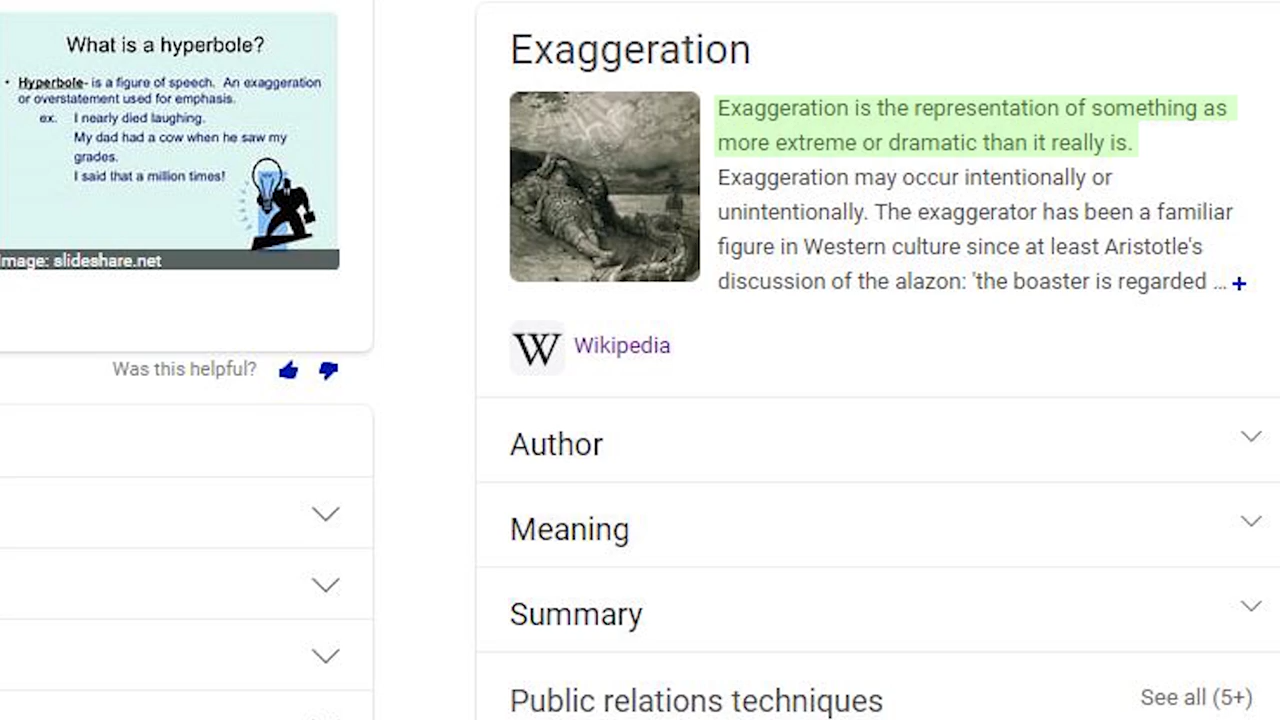 What is a hyperbole?
• Hyperbole- is a figure of speech. An exaggeration
or overstatement used for emphasis.
ex. I nearly died laughing.
My dad had a cow when he saw my
grades.
I said that a million times!
mage: slideshare.net
Was this helpful?
Exaggeration
Exaggeration is the representation of something as
more extreme or dramatic than it really is.
Exaggeration may occur intentionally or
unintentionally. The exaggerator has been a familiar
figure in Western culture since at least Aristotle's
discussion of the alazon: 'the boaster is regarded ... +
W Wikipedia
Author
Meaning
Summary
Public relations techniques See all (5+)